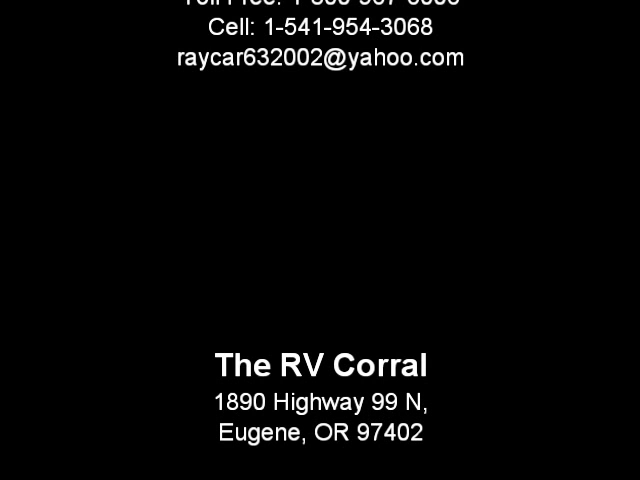 Cell: 1-541-954-3068
raycar632002@yahoo.com
The RV Corral
1890 Highway 99 N,
Eugene, OR 97402